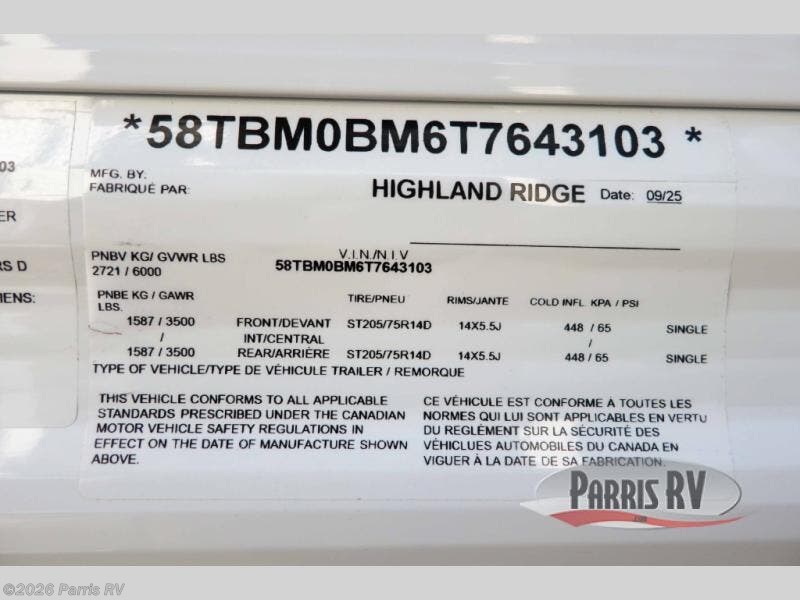 *58TBM0BM6T7643103 *
03
MFG. BY.
FABRIQUÉ PAR:
HIGHLAND RIDGE Date: 09/25
ER
V.I.N./N.I.V
PNBV KG/ GVWR LBS
58TBM0BM6T7643103
2721 / 6000
RS D
PNBE KG / GAWR LBS. TIRE/PNEU RIMS/JANTE COLD INFL. KPA / PSI
IENS:
1587 / 3500 FRONT/DEVANT ST205/75R14D 14X5.5J 448 / 65 SINGLE
/ INT/CENTRAL /
1587 / 3500 REAR/ARRIÈRE ST205/75R14D 14X5.5J 448 / 65 SINGLE
TYPE OF VEHICLE/TYPE DE VÉHICULE TRAILER / REMORQUE
THIS VEHICLE CONFORMS TO ALL APPLICABLE
STANDARDS PRESCRIBED UNDER THE CANADIAN
MOTOR VEHICLE SAFETY REGULATIONS IN
EFFECT ON THE DATE OF MANUFACTURE SHOWN
ABOVE.
CE VÉHICULE EST CONFORME À TOUTES LES
NORMES QUI LUI SONT APPLICABLES EN VERTU
DU REGLÉMENT SUR LA SÉCURITÉ DES
VÉHICLUES AUTOMOBILES DU CANADA EN
VIGUER À LA DATE DE SA FABRICATION.
PARRIS RV
©2026 Parris RV